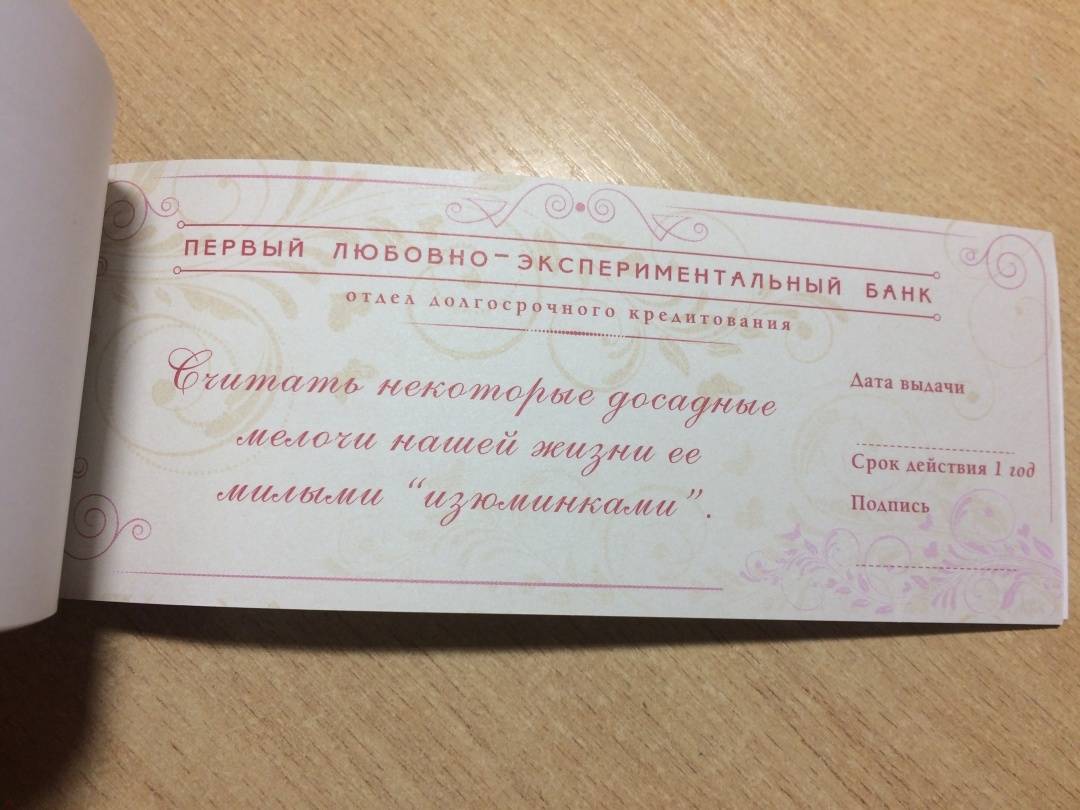 ПЕРВЫЙ ЛЮБОВНО-ЭКСПЕРИМЕНТАЛЬНЫЙ БАНК
отдел долгосрочного кредитования
Считать некоторые досадные
мелочи нашей жизни ее
милыми “изюминками”.
Дата выдачи
Срок действия 1 год
Подпись